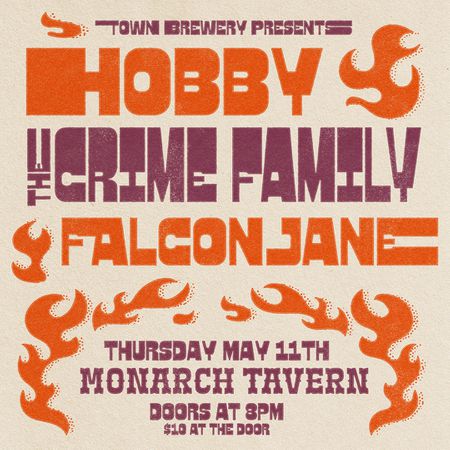 TOWN BREWERY PRESENTS
HOBBY
THE CRIME FAMILY
FALCON JANE
THURSDAY MAY 11TH
MONARCH TAVERN
DOORS AT 8PM
$10 AT THE DOOR